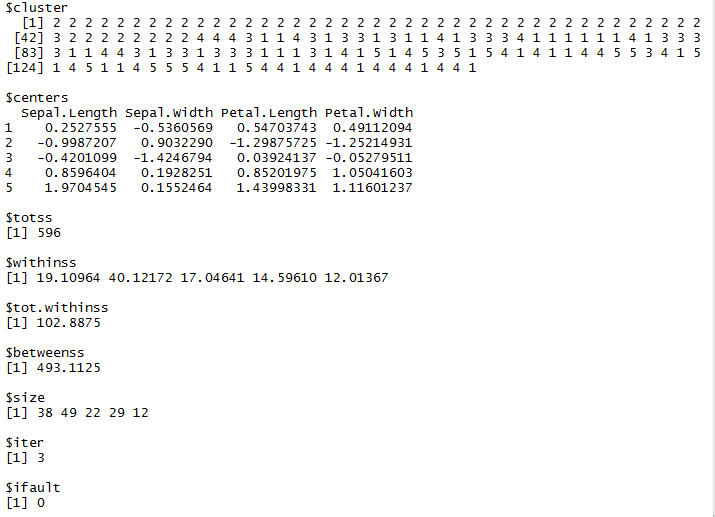 $cluster
[1] 2 2 2 2 2 2 2 2 2 2 2 2 2 2 2 2 2 2 2 2 2 2 2 2 2 2 2 2 2 2 2 2 2 2 2 2 2 2 2 2 2
[42] 3 2 2 2 2 2 2 2 2 2 4 4 4 3 1 1 4 3 1 3 3 1 3 1 1 4 1 3 3 3 4 1 1 1 1 1 1 4 1 3 3 3
[83] 3 1 1 4 4 3 1 3 3 1 3 3 3 1 1 1 3 1 4 1 5 1 4 5 3 5 1 5 4 1 4 1 1 4 4 5 5 3 4 1 5
[124] 1 4 5 1 1 4 5 5 5 4 1 1 5 4 4 1 4 4 4 1 4 4 4 1 4 4 1
$centers
Sepal.Length Sepal.Width Petal.Length Petal.Width
1 0.2527555 -0.5360569 0.54703743 0.49112094
2 -0.9987207 0.9032290 -1.29875725 -1.25214931
3 -0.4201099 -1.4246794 0.03924137 -0.05279511
4 0.8596404 0.1928251 0.85201975 1.05041603
5 1.9704545 0.1552464 1.43998331 1.11601237
$totss
[1] 596
$withinss
[1] 19.10964 40.12172 17.04641 14.59610 12.01367
$tot.withinss
[1] 102.8875
$betweenss
[1] 493.1125
$size
[1] 38 49 22 29 12
$iter
[1] 3
$ifault
[1] 0